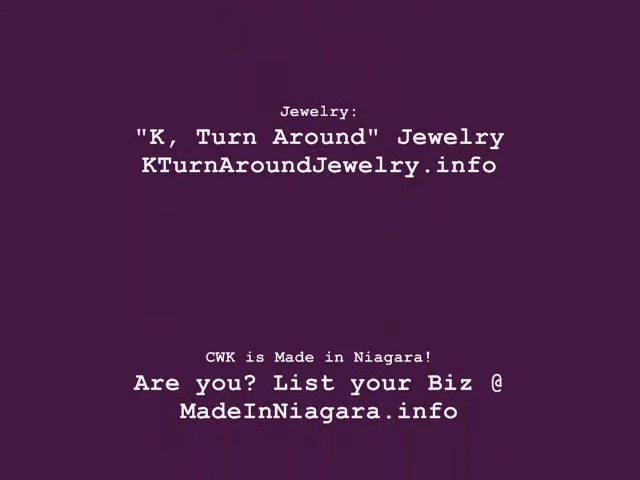 Jewelry:
"K, Turn Around" Jewelry
KTurnAroundJewelry.info
CWK is Made in Niagara!
Are you? List your Biz @
MadeInNiagara.info